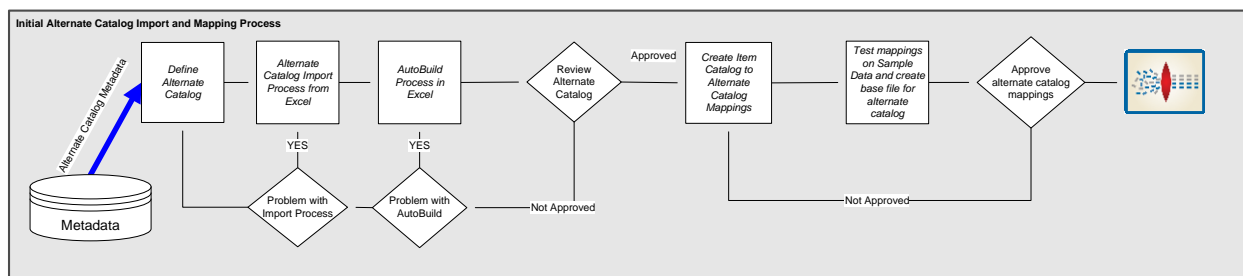 Initial Alternate Catalog Import and Mapping Process
Alternate Catalog Metadata
Metadata
Define
Alternate
Catalog
Alternate
Catalog Import
Process from
Excel
AutoBuild
Process in
Excel
Review
Alternate
Catalog
Approved
Create Item
Catalog to
Alternate
Catalog
Mappings
Test mappings
on Sample
Data and create
base file for
alternate
catalog
Approve
alternate catalog
mappings
YES
YES
Problem with
Import Process
Problem with
AutoBuild
Not Approved
Not Approved